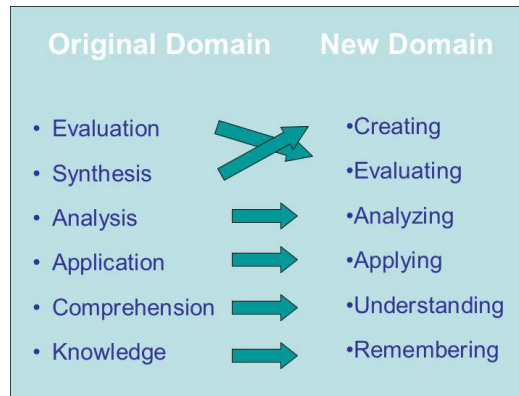 Original Domain
New Domain
• Evaluation
• Synthesis
• Analysis
• Application
• Comprehension
• Knowledge
•Creating
•Evaluating
•Analyzing
•Applying
•Understanding
•Remembering